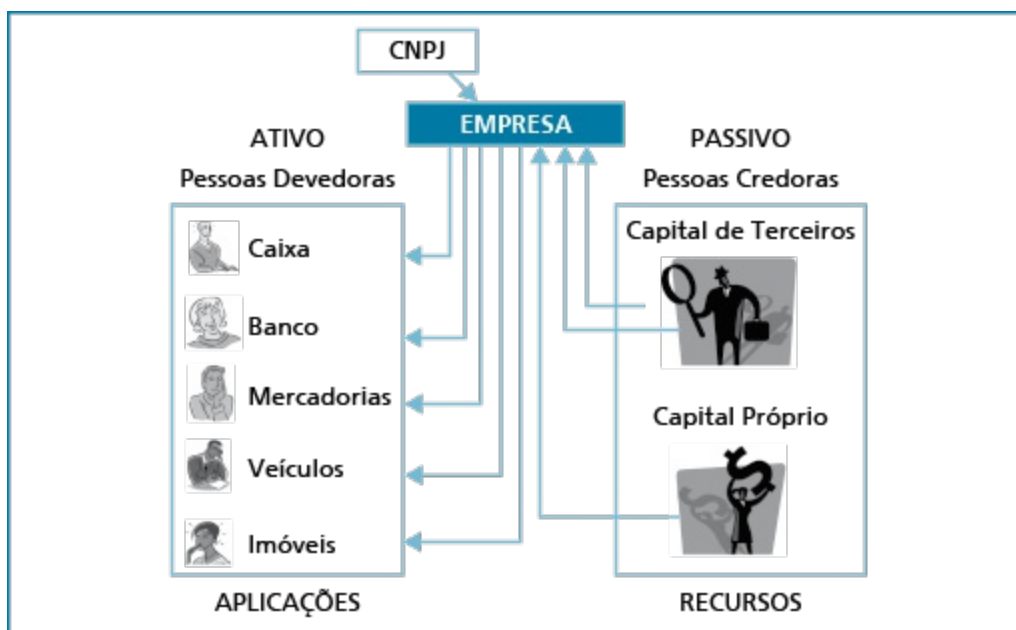 CNPJ
EMPRESA
ATIVO
Pessoas Devedoras
Caixa
Banco
Mercadorias
Veículos
Imóveis
APLICAÇÕES
PASSIVO
Pessoas Credoras
Capital de Terceiros
Capital Próprio
RECURSOS